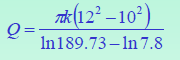 Q = πk(12² − 10²) / ln189.73 − ln7.8